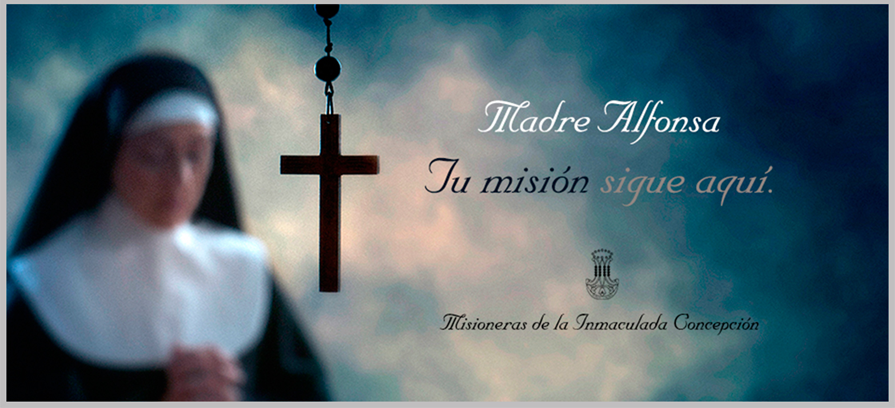 Madre Alfonsa
Tu misión sigue aquí.
Misioneras de la Inmaculada Concepción